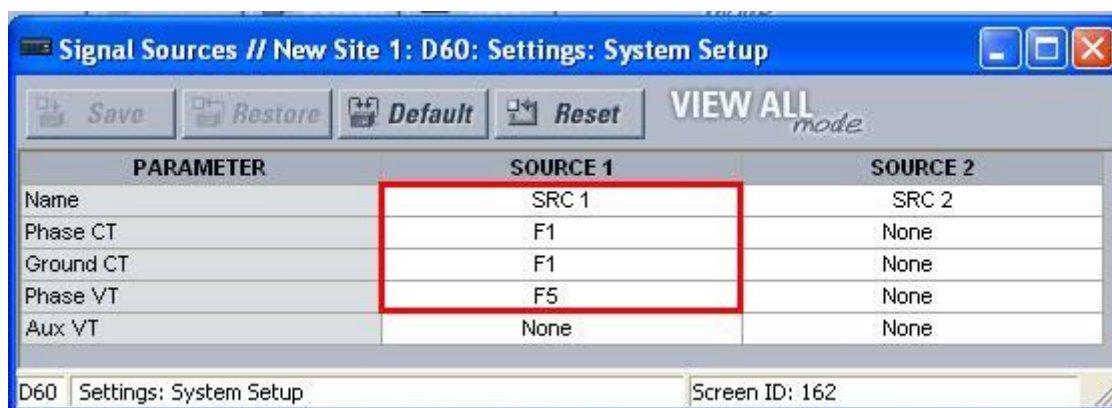 Signal Sources // New Site 1: D60: Settings: System Setup
Save Restore Default Reset VIEW ALL mode
PARAMETER SOURCE 1 SOURCE 2
Name SRC 1 SRC 2
Phase CT F1 None
Ground CT F1 None
Phase VT F5 None
Aux VT None None
D60 Settings: System Setup Screen ID: 162